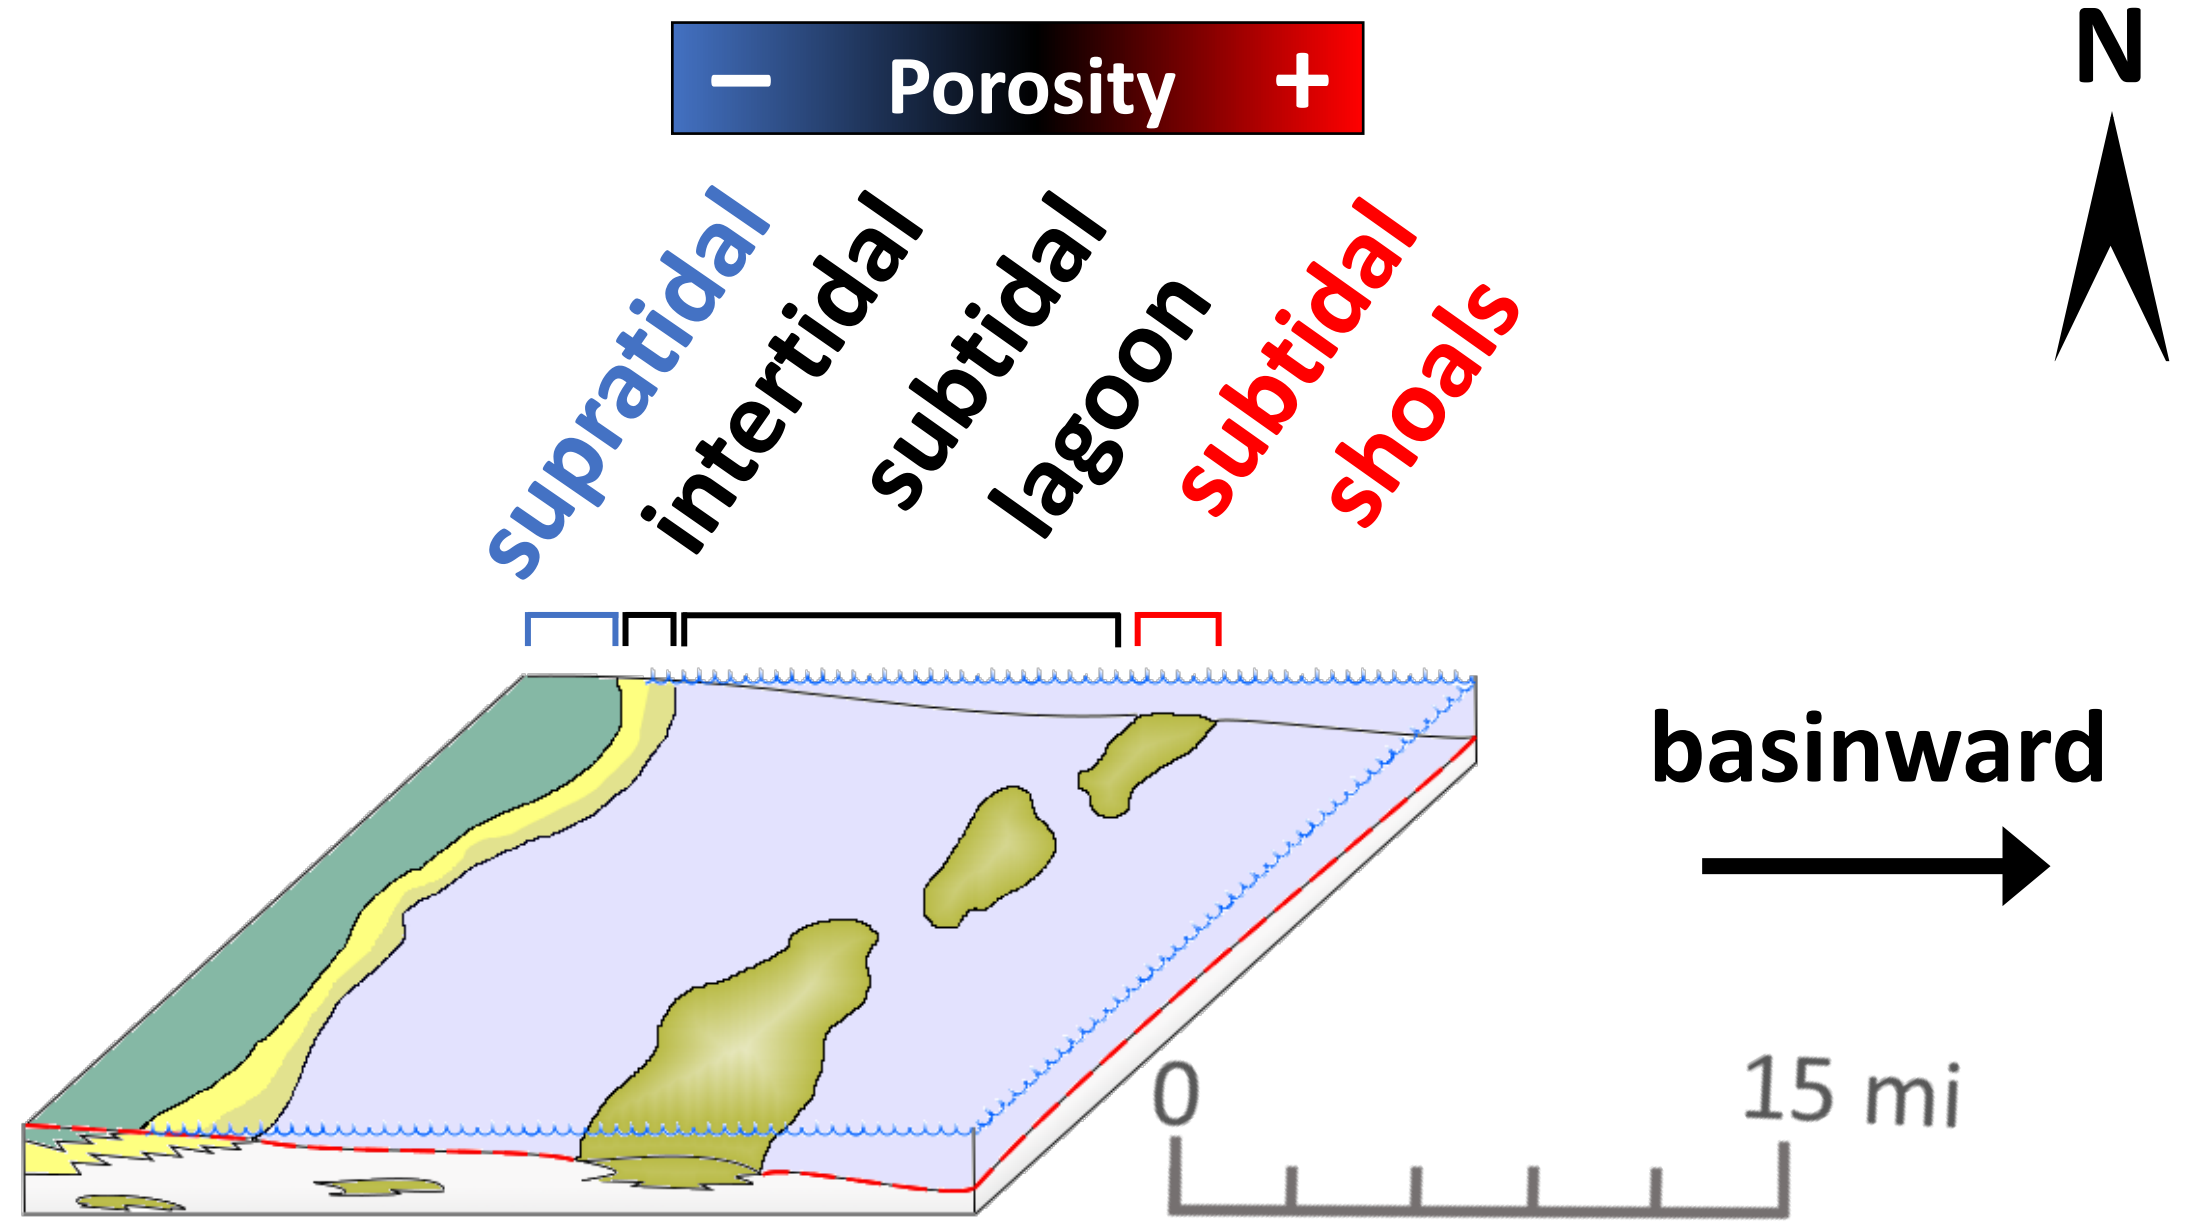 N
– Porosity +
supratidal
intertidal
subtidal
lagoon
subtidal
shoals
basinward
0 15 mi